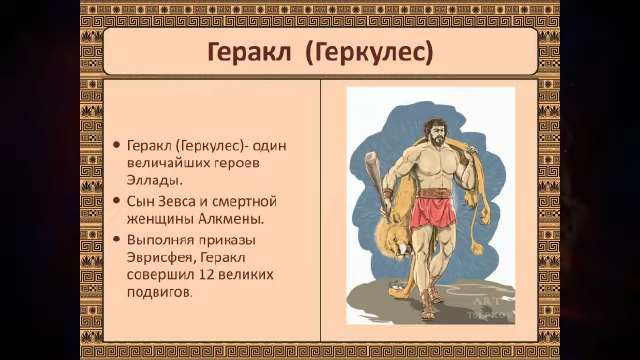 Геракл (Геркулес)
Геракл (Геркулес)- один
величайших героев
Эллады.
Сын Зевса и смертной
женщины Алкмены.
Выполняя приказы
Эврисфея, Геракл
совершил 12 великих
подвигов.
ART